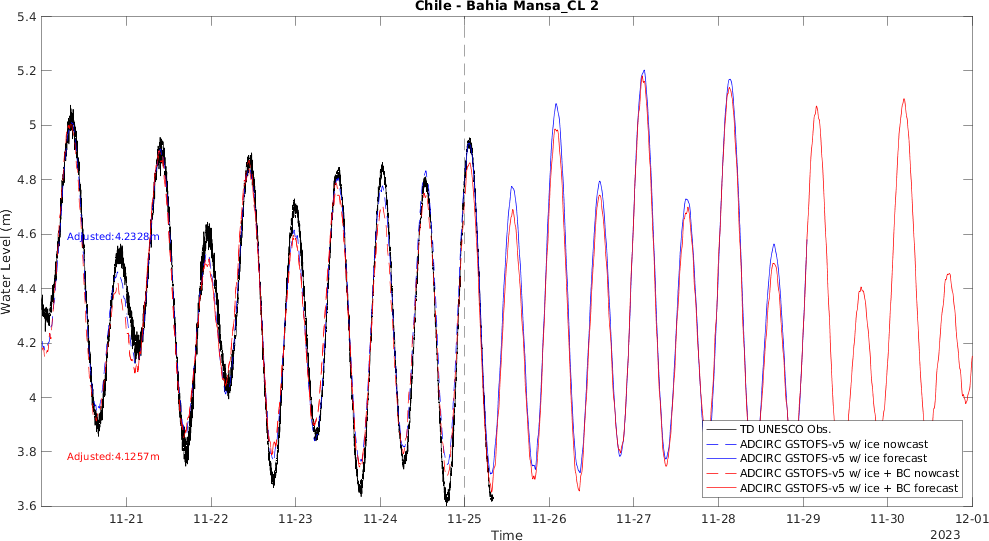 Chile - Bahia Mansa_CL 2
5.4
5.2
5
4.8
4.6
4.4
4.2
4
3.8
3.6
Water Level (m)
Adjusted:4.2328m
Adjusted:4.1257m
TD UNESCO Obs.
ADCIRC GSTOFS-v5 w/ ice nowcast
ADCIRC GSTOFS-v5 w/ ice forecast
ADCIRC GSTOFS-v5 w/ ice + BC nowcast
ADCIRC GSTOFS-v5 w/ ice + BC forecast
11-21 11-22 11-23 11-24 11-25 11-26 11-27 11-28 11-29 11-30 12-01
Time
2023